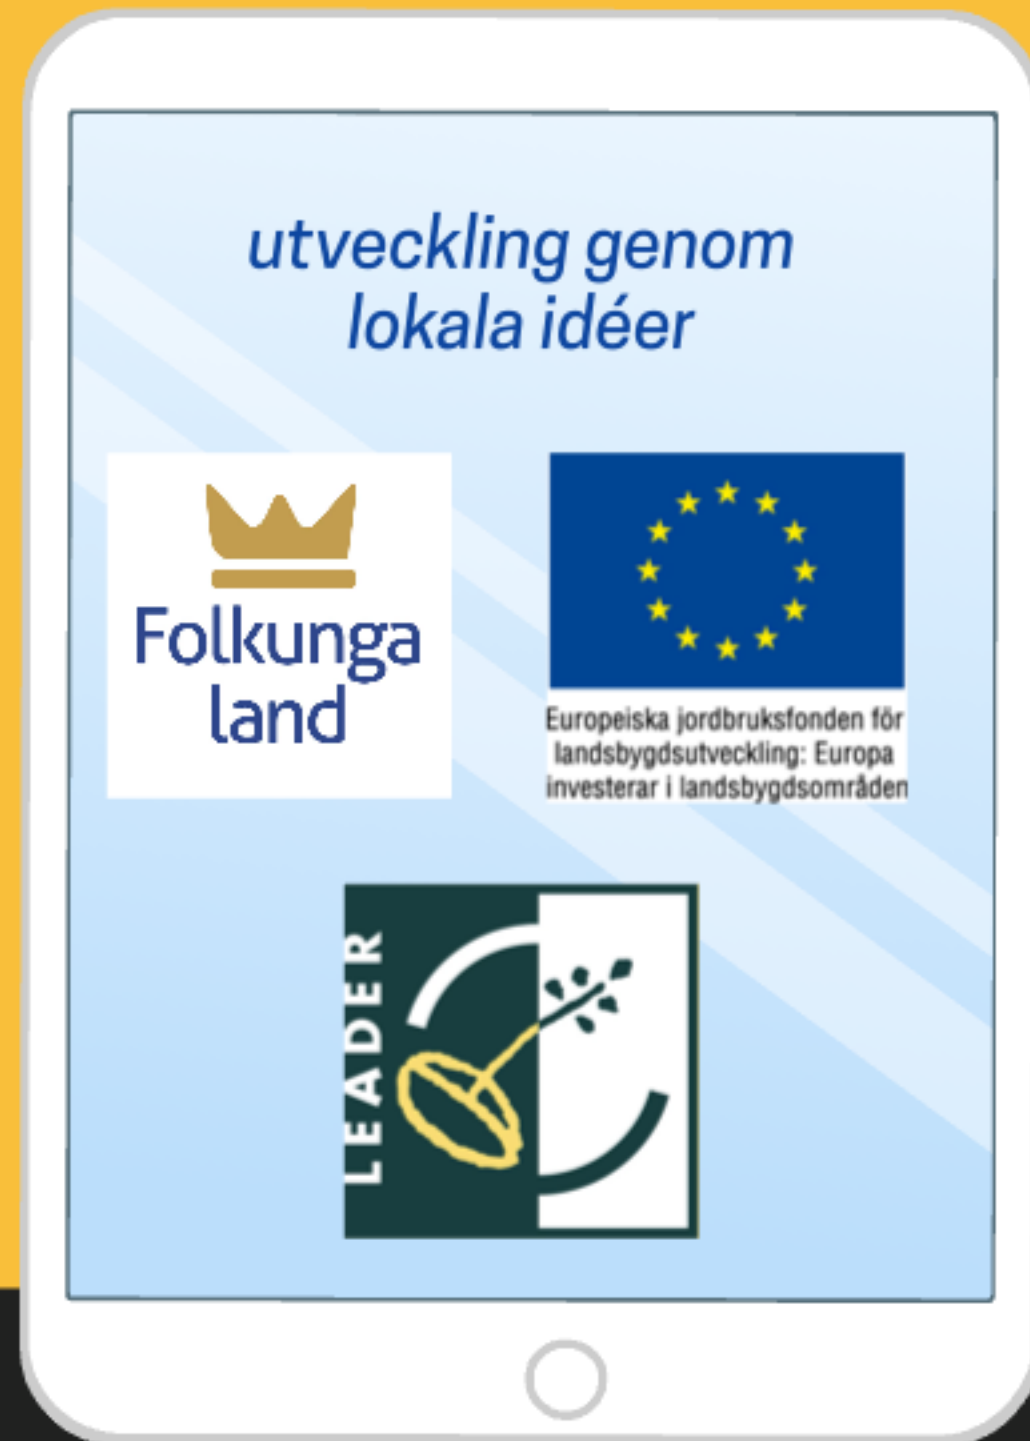 utveckling genom
lokala idéer
Folkunga
land
Europeiska jordbruksfonden för
landsbygdsutveckling: Europa
investerar i landsbygdsområden
LEADER